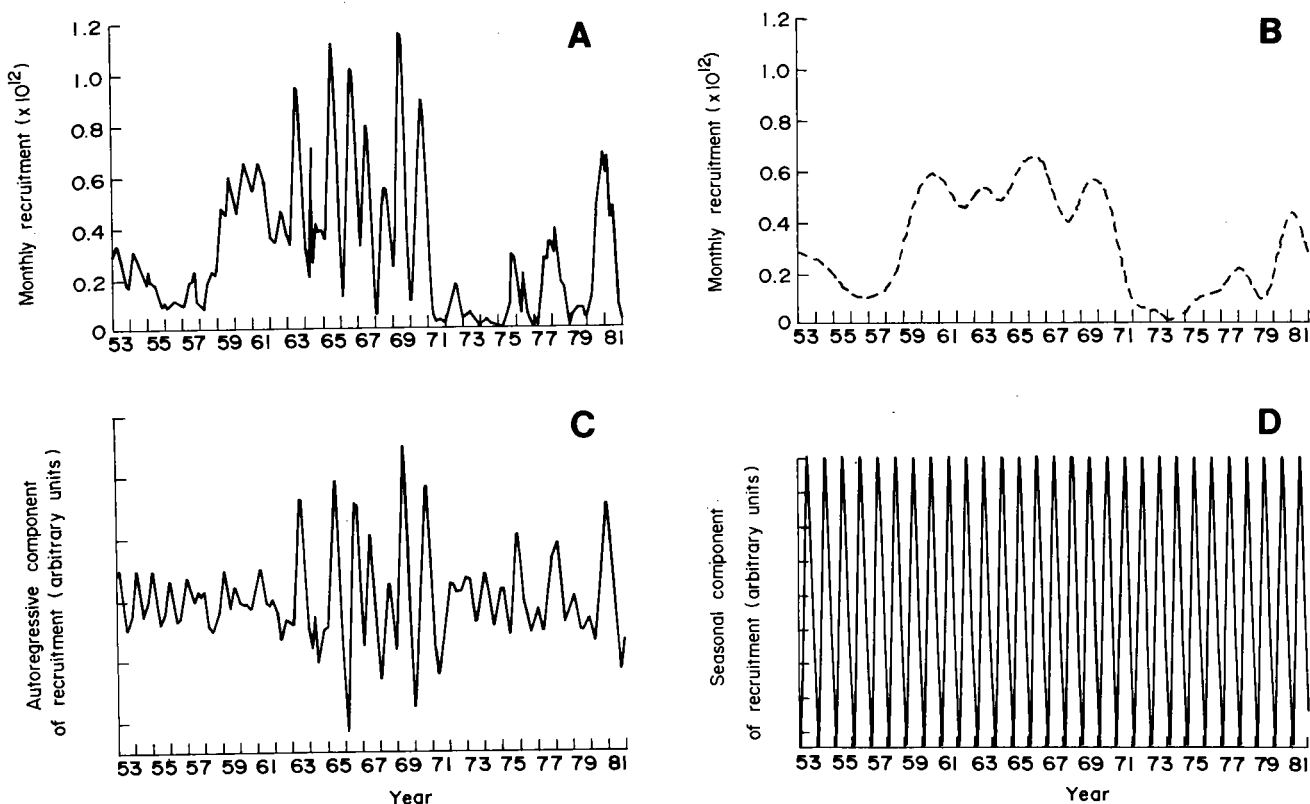 A
Monthly recruitment (x 10¹²)
1.2
1.0
0.8
0.6
0.4
0.2
0
53 55 57 59 61 63 65 67 69 71 73 75 77 79 81
B
Monthly recruitment (x 10¹²)
1.2
1.0
0.8
0.6
0.4
0.2
0
53 55 57 59 61 63 65 67 69 71 73 75 77 79 81
C
Autoregressive component
of recruitment (arbitrary units)
53 55 57 59 61 63 65 67 69 71 73 75 77 79 81
Year
D
Seasonal component
of recruitment (arbitrary units)
53 55 57 59 61 63 65 67 69 71 73 75 77 79 81
Year